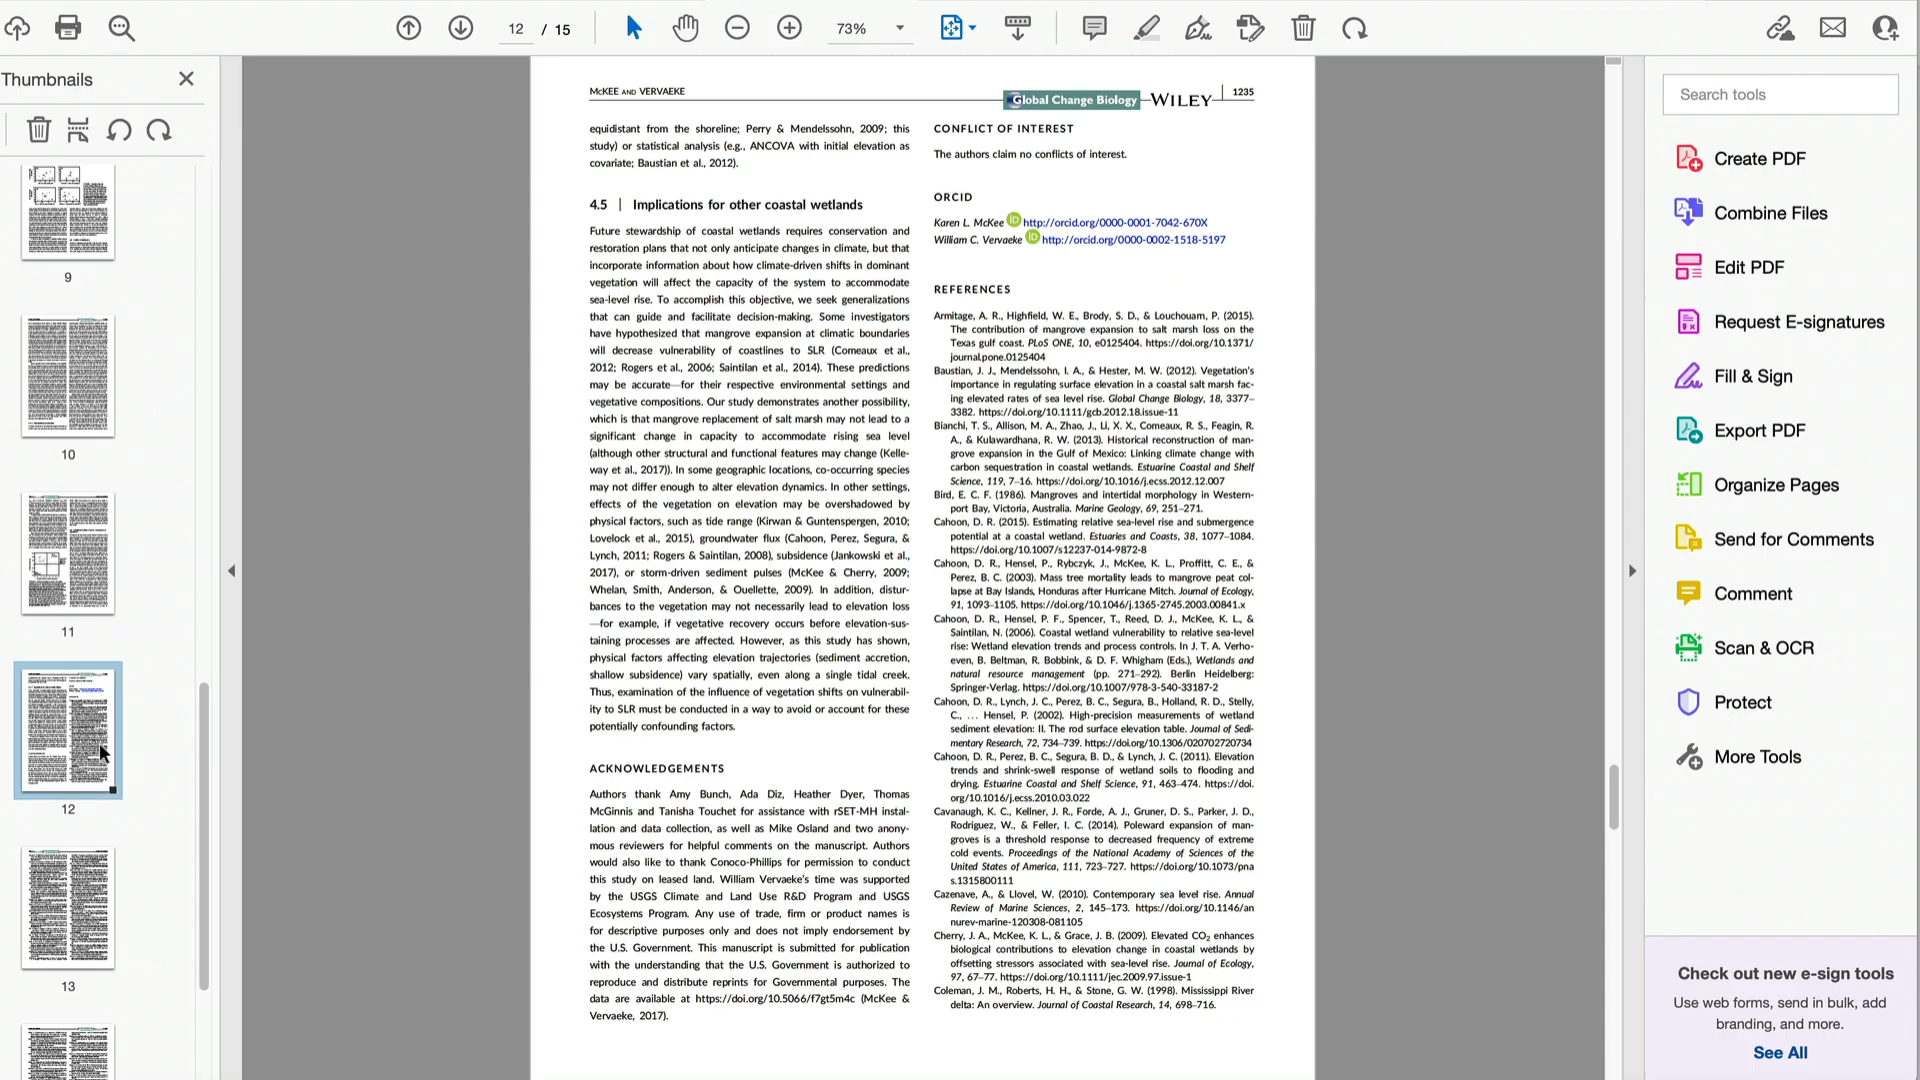 12 / 15
73%
Thumbnails
9
10
11
12
13
McKEE AND VERVAEKE
Global Change Biology
WILEY
1235
equidistant from the shoreline; Perry & Mendelssohn, 2009; this
study) or statistical analysis (e.g., ANCOVA with initial elevation as
covariate; Baustian et al., 2012).
4.5 | Implications for other coastal wetlands
Future stewardship of coastal wetlands requires conservation and
restoration plans that not only anticipate changes in climate, but that
incorporate information about how climate-driven shifts in dominant
vegetation will affect the capacity of the system to accommodate
sea-level rise. To accomplish this objective, we seek generalizations
that can guide and facilitate decision-making. Some investigators
have hypothesized that mangrove expansion at climatic boundaries
will decrease vulnerability of coastlines to SLR (Comeaux et al.,
2012; Rogers et al., 2006; Saintilan et al., 2014). These predictions
may be accurate—for their respective environmental settings and
vegetative compositions. Our study demonstrates another possibility,
which is that mangrove replacement of salt marsh may not lead to a
significant change in capacity to accommodate rising sea level
(although other structural and functional features may change (Kelle-
way et al., 2017)). In some geographic locations, co-occurring species
may not differ enough to alter elevation dynamics. In other settings,
effects of the vegetation on elevation may be overshadowed by
physical factors, such as tide range (Kirwan & Guntenspergen, 2010;
Lovelock et al., 2015), groundwater flux (Cahoon, Perez, Segura, &
Lynch, 2011; Rogers & Saintilan, 2008), subsidence (Jankowski et al.,
2017), or storm-driven sediment pulses (McKee & Cherry, 2009;
Whelan, Smith, Anderson, & Ouellette, 2009). In addition, distur-
bances to the vegetation may not necessarily lead to elevation loss
—for example, if vegetative recovery occurs before elevation-sus-
taining processes are affected. However, as this study has shown,
physical factors affecting elevation trajectories (sediment accretion,
shallow subsidence) vary spatially, even along a single tidal creek.
Thus, examination of the influence of vegetation shifts on vulnerabil-
ity to SLR must be conducted in a way to avoid or account for these
potentially confounding factors.
ACKNOWLEDGEMENTS
Authors thank Amy Bunch, Ada Diz, Heather Dyer, Thomas
McGinnis and Tanisha Touchet for assistance with rSET-MH instal-
lation and data collection, as well as Mike Osland and two anony-
mous reviewers for helpful comments on the manuscript. Authors
would also like to thank Conoco-Phillips for permission to conduct
this study on leased land. William Vervaeke's time was supported
by the USGS Climate and Land Use R&D Program and USGS
Ecosystems Program. Any use of trade, firm or product names is
for descriptive purposes only and does not imply endorsement by
the U.S. Government. This manuscript is submitted for publication
with the understanding that the U.S. Government is authorized to
reproduce and distribute reprints for Governmental purposes. The
data are available at https://doi.org/10.5066/f7gt5m4c (McKee &
Vervaeke, 2017).
CONFLICT OF INTEREST
The authors claim no conflicts of interest.
ORCID
Karen L. McKee iD http://orcid.org/0000-0001-7042-670X
William C. Vervaeke iD http://orcid.org/0000-0002-1518-5197
REFERENCES
Armitage, A. R., Highfield, W. E., Brody, S. D., & Louchouarn, P. (2015).
The contribution of mangrove expansion to salt marsh loss on the
Texas gulf coast. PLoS ONE, 10, e0125404. https://doi.org/10.1371/
journal.pone.0125404
Baustian, J. J., Mendelssohn, I. A., & Hester, M. W. (2012). Vegetation's
importance in regulating surface elevation in a coastal salt marsh fac-
ing elevated rates of sea level rise. Global Change Biology, 18, 3377–
3382. https://doi.org/10.1111/gcb.2012.18.issue-11
Bianchi, T. S., Allison, M. A., Zhao, J., Li, X. X., Comeaux, R. S., Feagin, R.
A., & Kulawardhana, R. W. (2013). Historical reconstruction of man-
grove expansion in the Gulf of Mexico: Linking climate change with
carbon sequestration in coastal wetlands. Estuarine Coastal and Shelf
Science, 119, 7–16. https://doi.org/10.1016/j.ecss.2012.12.007
Bird, E. C. F. (1986). Mangroves and intertidal morphology in Western-
port Bay, Victoria, Australia. Marine Geology, 69, 251–271.
Cahoon, D. R. (2015). Estimating relative sea-level rise and submergence
potential at a coastal wetland. Estuaries and Coasts, 38, 1077–1084.
https://doi.org/10.1007/s12237-014-9872-8
Cahoon, D. R., Hensel, P., Rybczyk, J., McKee, K. L., Proffitt, C. E., &
Perez, B. C. (2003). Mass tree mortality leads to mangrove peat col-
lapse at Bay Islands, Honduras after Hurricane Mitch. Journal of Ecology,
91, 1093–1105. https://doi.org/10.1046/j.1365-2745.2003.00841.x
Cahoon, D. R., Hensel, P. F., Spencer, T., Reed, D. J., McKee, K. L., &
Saintilan, N. (2006). Coastal wetland vulnerability to relative sea-level
rise: Wetland elevation trends and process controls. In J. T. A. Verho-
even, B. Beltman, R. Bobbink, & D. F. Whigham (Eds.), Wetlands and
natural resource management (pp. 271–292). Berlin Heidelberg:
Springer-Verlag. https://doi.org/10.1007/978-3-540-33187-2
Cahoon, D. R., Lynch, J. C., Perez, B. C., Segura, B., Holland, R. D., Stelly,
C., … Hensel, P. (2002). High-precision measurements of wetland
sediment elevation: II. The rod surface elevation table. Journal of Sedi-
mentary Research, 72, 734–739. https://doi.org/10.1306/020702720734
Cahoon, D. R., Perez, B. C., Segura, B. D., & Lynch, J. C. (2011). Elevation
trends and shrink-swell response of wetland soils to flooding and
drying. Estuarine Coastal and Shelf Science, 91, 463–474. https://doi.
org/10.1016/j.ecss.2010.03.022
Cavanaugh, K. C., Kellner, J. R., Forde, A. J., Gruner, D. S., Parker, J. D.,
Rodriguez, W., & Feller, I. C. (2014). Poleward expansion of man-
groves is a threshold response to decreased frequency of extreme
cold events. Proceedings of the National Academy of Sciences of the
United States of America, 111, 723–727. https://doi.org/10.1073/pna
s.1315800111
Cazenave, A., & Llovel, W. (2010). Contemporary sea level rise. Annual
Review of Marine Sciences, 2, 145–173. https://doi.org/10.1146/an
nurev-marine-120308-081105
Cherry, J. A., McKee, K. L., & Grace, J. B. (2009). Elevated CO₂ enhances
biological contributions to elevation change in coastal wetlands by
offsetting stressors associated with sea-level rise. Journal of Ecology,
97, 67–77. https://doi.org/10.1111/jec.2009.97.issue-1
Coleman, J. M., Roberts, H. H., & Stone, G. W. (1998). Mississippi River
delta: An overview. Journal of Coastal Research, 14, 698–716.
Search tools
Create PDF
Combine Files
Edit PDF
Request E-signatures
Fill & Sign
Export PDF
Organize Pages
Send for Comments
Comment
Scan & OCR
Protect
More Tools
Check out new e-sign tools
Use web forms, send in bulk, add
branding, and more.
See All